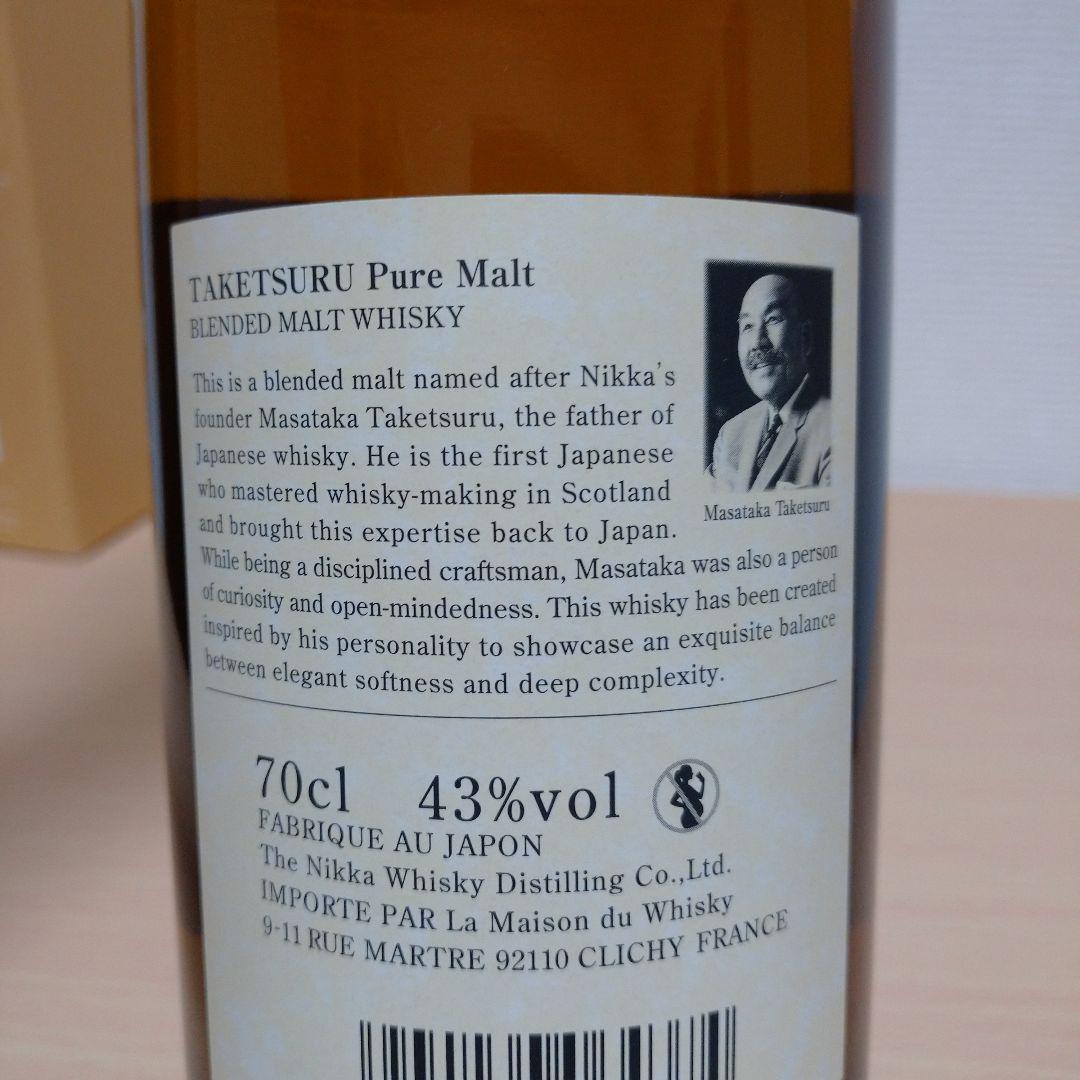 TAKETSURU Pure Malt
BLENDED MALT WHISKY
This is a blended malt named after Nikka's
founder Masataka Taketsuru, the father of
Japanese whisky. He is the first Japanese
who mastered whisky-making in Scotland
and brought this expertise back to Japan.
Masataka Taketsuru
While being a disciplined craftsman, Masataka was also a person
of curiosity and open-mindedness. This whisky has been created
inspired by his personality to showcase an exquisite balance
between elegant softness and deep complexity.
70cl 43%vol
FABRIQUE AU JAPON
The Nikka Whisky Distilling Co.,Ltd.
IMPORTE PAR La Maison du Whisky
9-11 RUE MARTRE 92110 CLICHY FRANCE